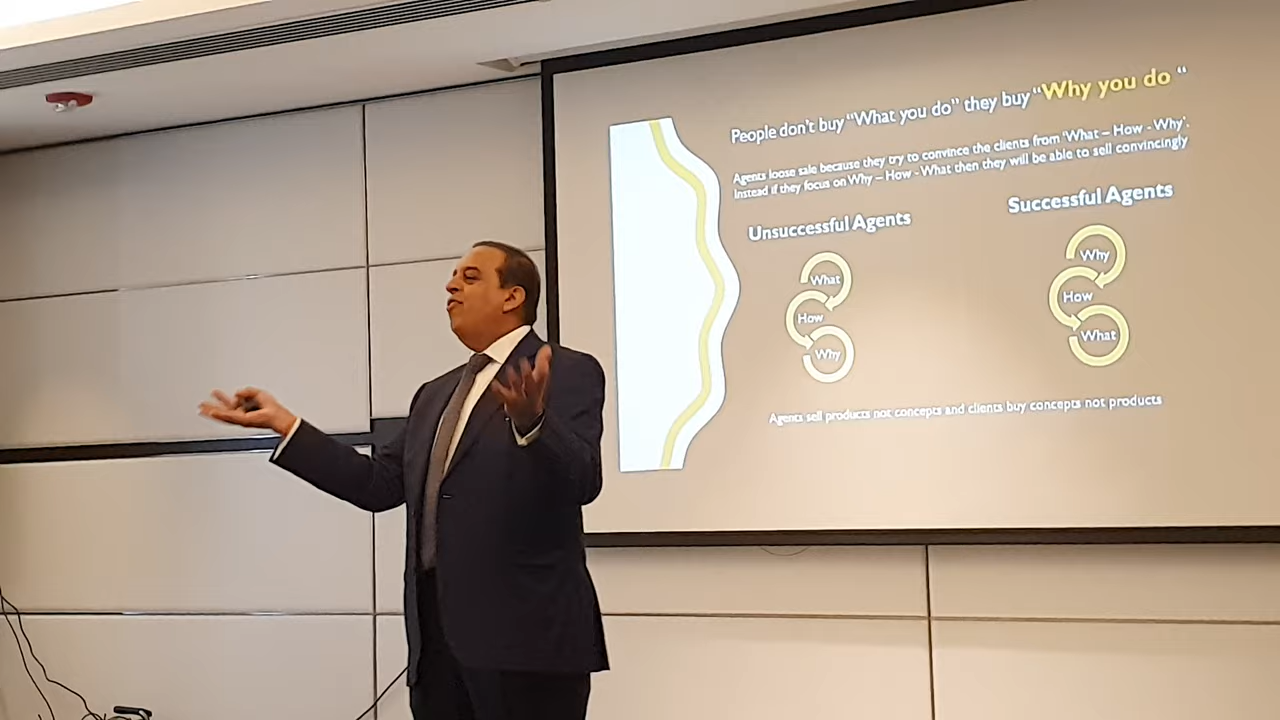 People don't buy “What you do” they buy “Why you do “
Agents loose sale because they try to convince the clients from 'What – How - Why'.
Instead if they focus on Why – How - What then they will be able to sell convincingly
Unsuccessful Agents
What
How
Why
Successful Agents
Why
How
What
Agents sell products not concepts and clients buy concepts not products